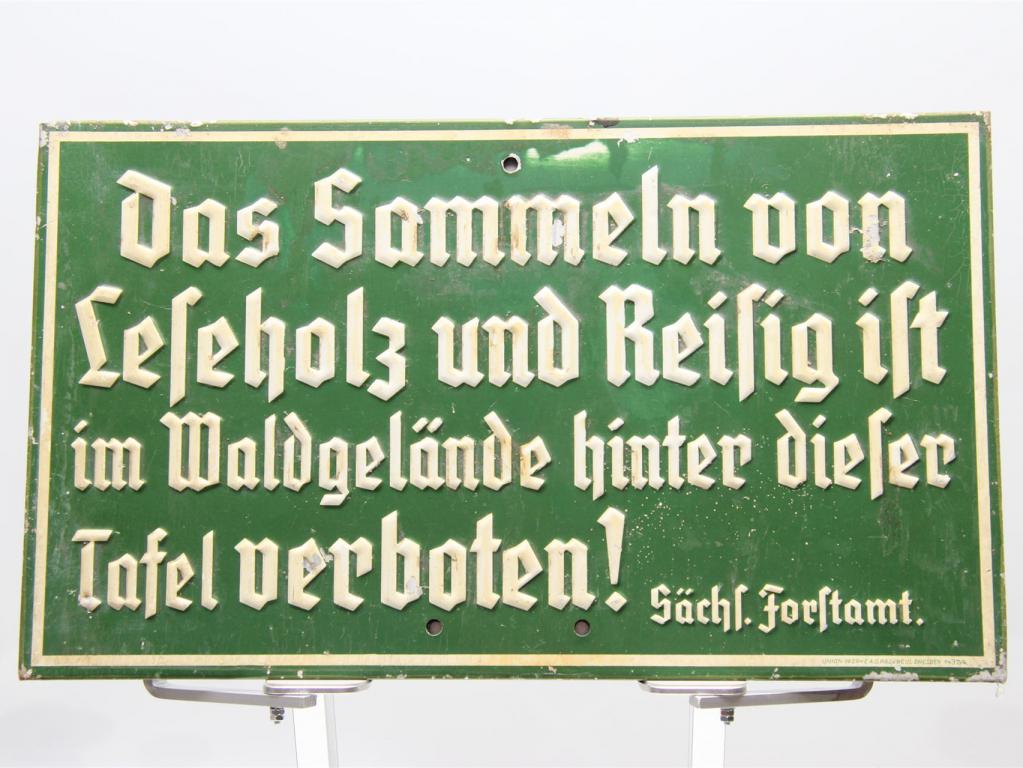 Das Sammeln von
Leſeholz und Reiſig iſt
im Waldgelände hinter dieſer
Tafel verboten!
Sächſ. Forſtamt.